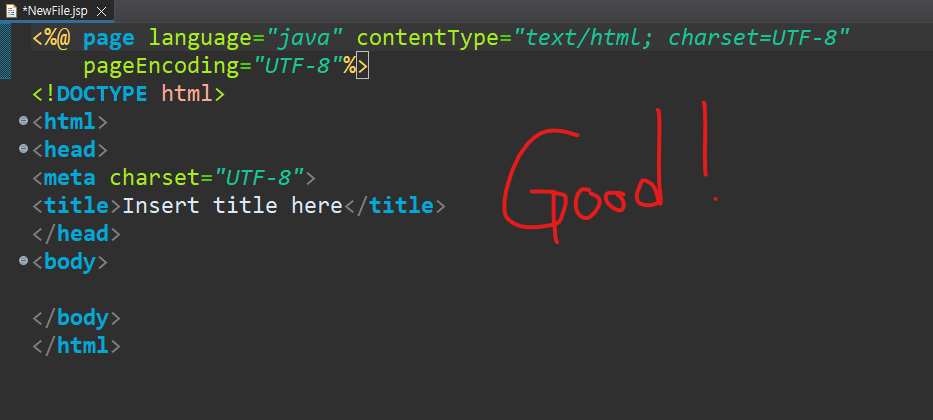 *NewFile.jsp
<%@ page language="java" contentType="text/html; charset=UTF-8"
    pageEncoding="UTF-8"%>
<!DOCTYPE html>
<html>
<head>
<meta charset="UTF-8">
<title>Insert title here</title>
</head>
<body>

</body>
</html>
Good!